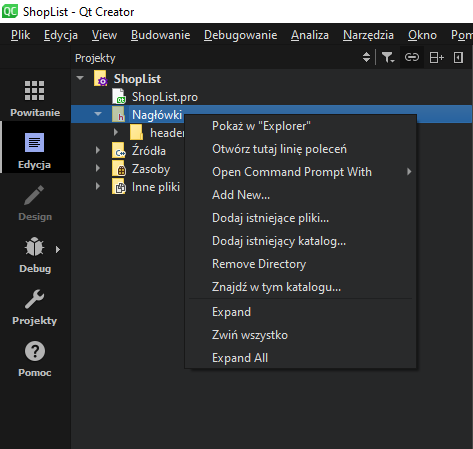 ShopList - Qt Creator
Plik Edycja View Budowanie Debugowanie Analiza Narzędzia Okno Pom
Projekty
Powitanie
Edycja
Design
Debug
Projekty
Pomoc
ShopList
ShopList.pro
Nagłówki
header
Źródła
Zasoby
Inne pliki
Pokaż w "Explorer"
Otwórz tutaj linię poleceń
Open Command Prompt With
Add New...
Dodaj istniejące pliki...
Dodaj istniejący katalog...
Remove Directory
Znajdź w tym katalogu...
Expand
Zwiń wszystko
Expand All